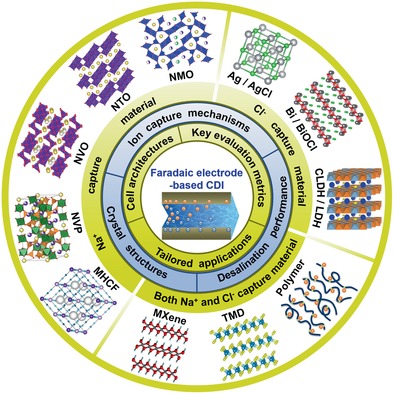 NMO
NTO
NVO
NVP
MHCF
Ag / AgCl
Bi / BiOCl
CLDH / LDH
MXene
TMD
Polymer
Na⁺ capture material
Cl⁻ capture material
Both Na⁺ and Cl⁻ capture material
Ion capture mechanisms
Desalination performance
Crystal structures
Cell architectures
Key evaluation metrics
Tailored applications
Faradaic electrode
-based CDI